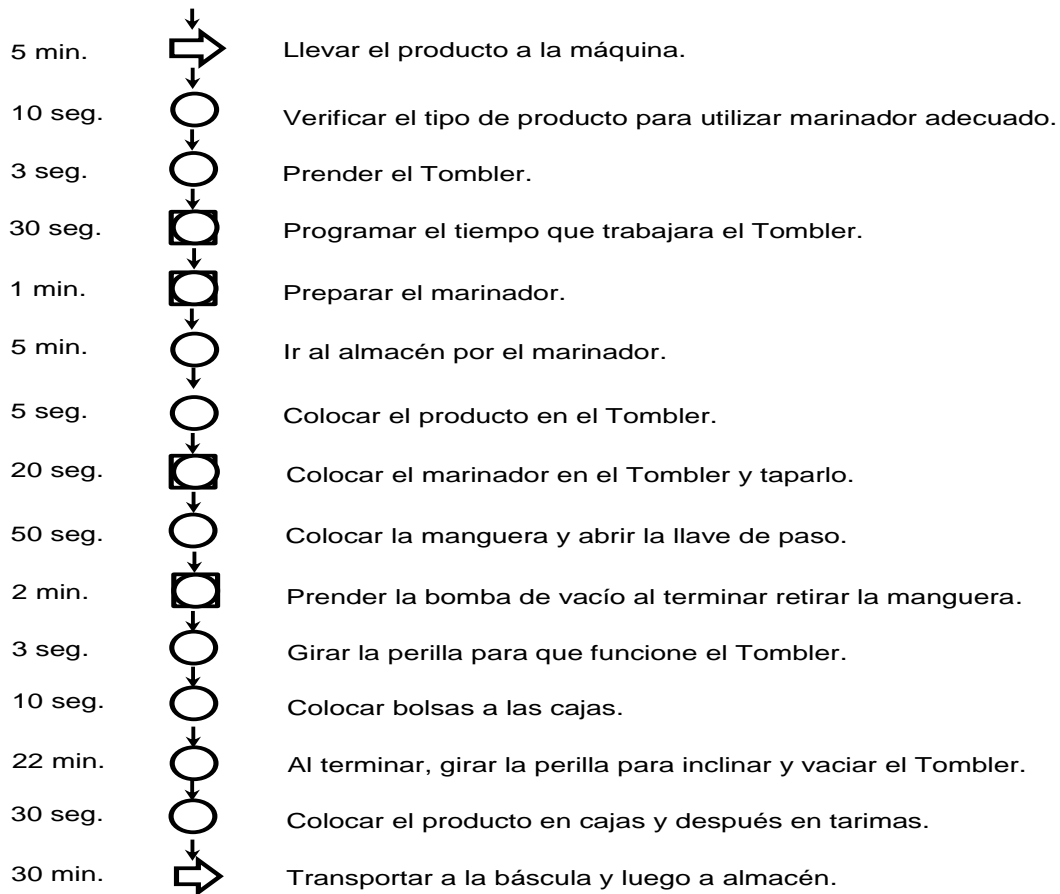 5 min. Llevar el producto a la máquina.
10 seg. Verificar el tipo de producto para utilizar marinador adecuado.
3 seg. Prender el Tombler.
30 seg. Programar el tiempo que trabajara el Tombler.
1 min. Preparar el marinador.
5 min. Ir al almacén por el marinador.
5 seg. Colocar el producto en el Tombler.
20 seg. Colocar el marinador en el Tombler y taparlo.
50 seg. Colocar la manguera y abrir la llave de paso.
2 min. Prender la bomba de vacío al terminar retirar la manguera.
3 seg. Girar la perilla para que funcione el Tombler.
10 seg. Colocar bolsas a las cajas.
22 min. Al terminar, girar la perilla para inclinar y vaciar el Tombler.
30 seg. Colocar el producto en cajas y después en tarimas.
30 min. Transportar a la báscula y luego a almacén.